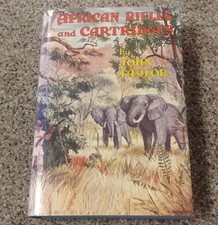 AFRICAN RIFLES
and CARTRIDGES
by
JOHN
TAYLOR